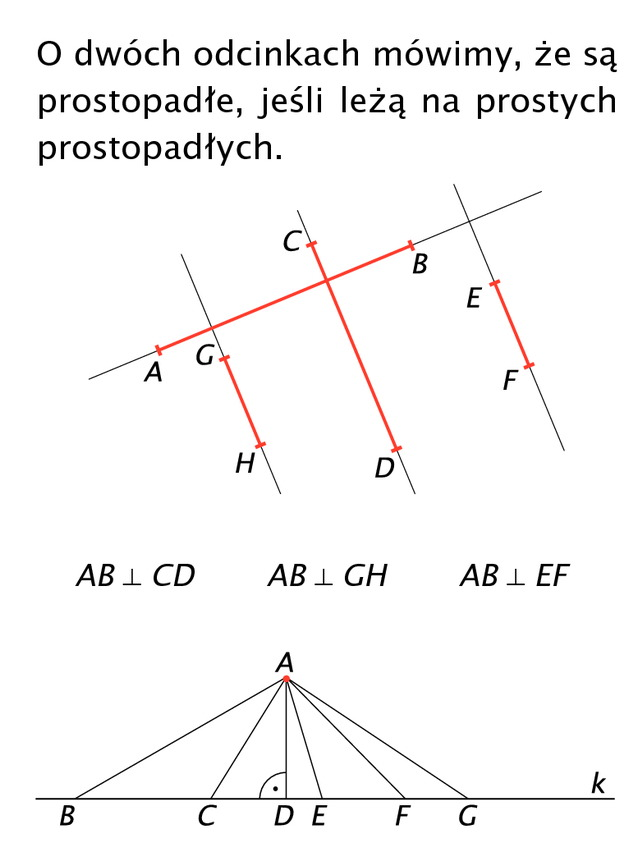 O dwóch odcinkach mówimy, że są
prostopadłe, jeśli leżą na prostych
prostopadłych.
C
B
E
G
A
F
H
D
AB ⊥ CD AB ⊥ GH AB ⊥ EF
A
k
B C D E F G